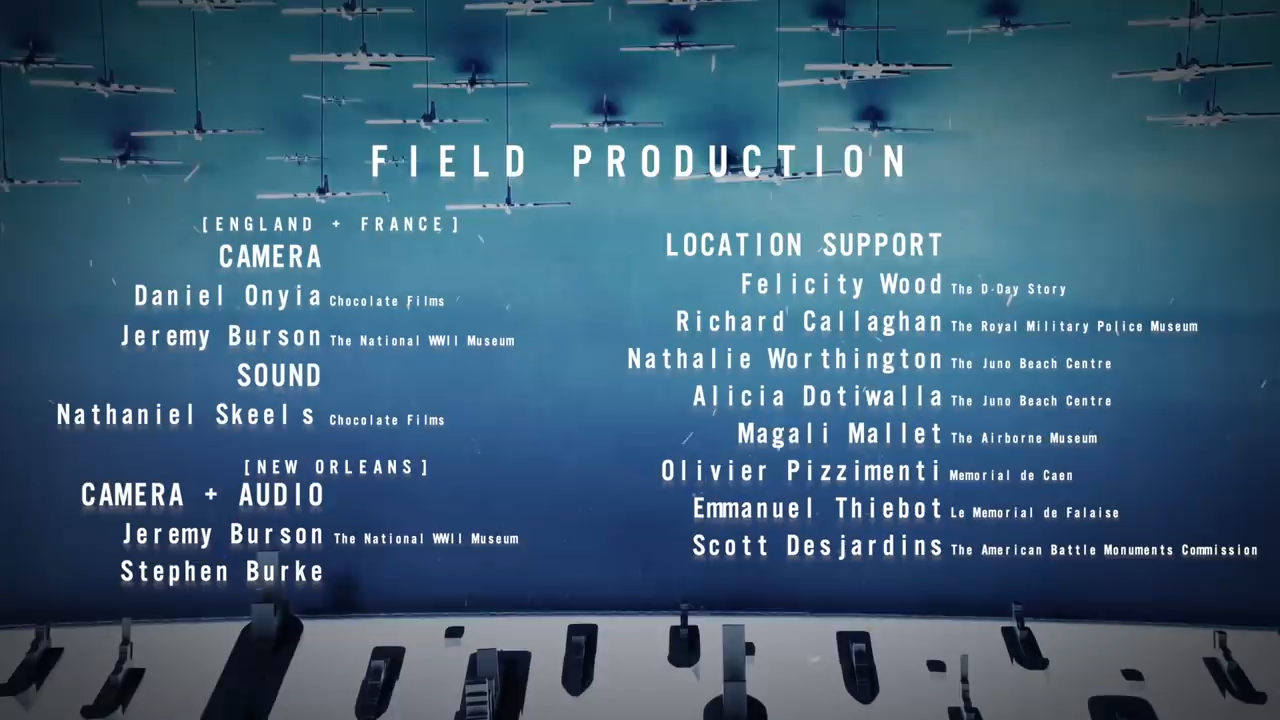 FIELD PRODUCTION
[ENGLAND + FRANCE]
CAMERA
Daniel Onyia Chocolate Films
Jeremy Burson The National WWII Museum
SOUND
Nathaniel Skeels Chocolate Films
[NEW ORLEANS]
CAMERA + AUDIO
Jeremy Burson The National WWII Museum
Stephen Burke
LOCATION SUPPORT
Felicity Wood The D-Day Story
Richard Callaghan The Royal Military Police Museum
Nathalie Worthington The Juno Beach Centre
Alicia Dotiwalla The Juno Beach Centre
Magali Mallet The Airborne Museum
Olivier Pizzimenti Memorial de Caen
Emmanuel Thiebot Le Memorial de Falaise
Scott Desjardins The American Battle Monuments Commission